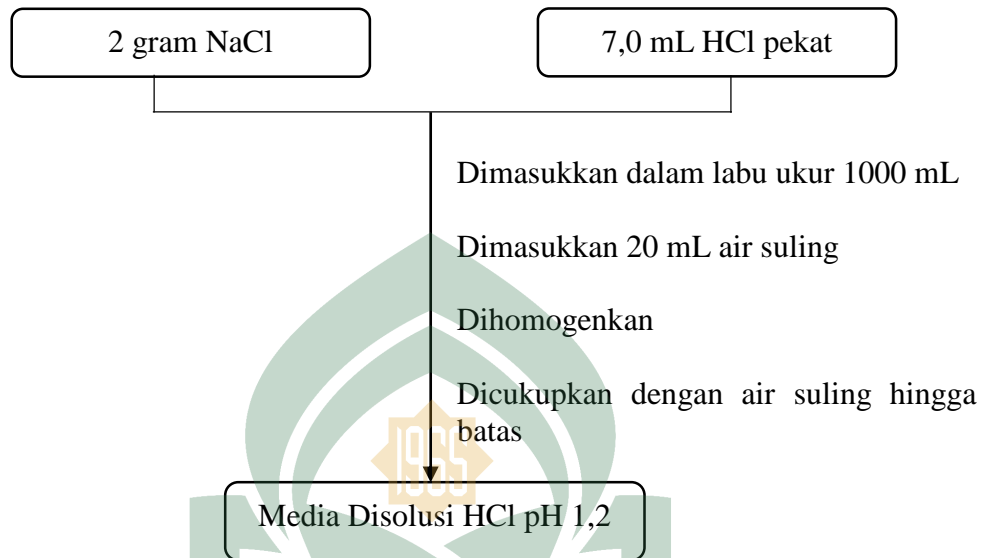 2 gram NaCl
7,0 mL HCl pekat
Dimasukkan dalam labu ukur 1000 mL
Dimasukkan 20 mL air suling
Dihomogenkan
Dicukupkan dengan air suling hingga
batas
1965
Media Disolusi HCl pH 1,2